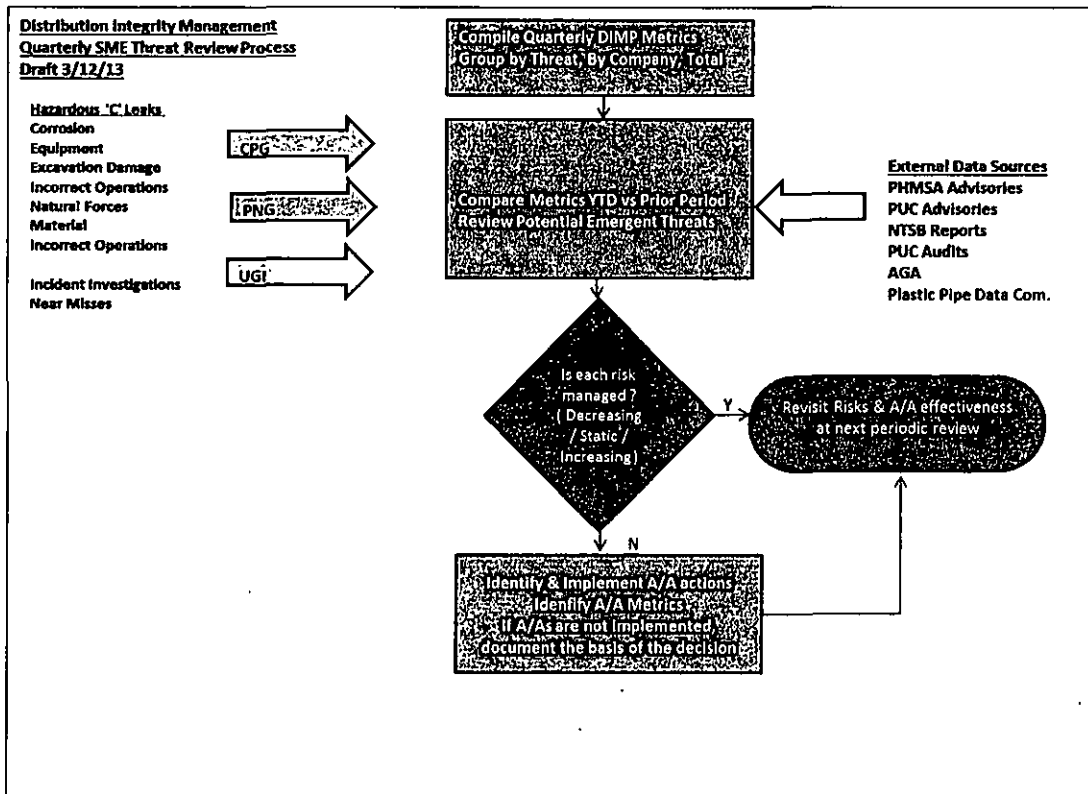 Distribution Integrity Management
Quarterly SME Threat Review Process
Draft 3/12/13
Hazardous 'C' Leaks
Corrosion
Equipment
Excavation Damage
Incorrect Operations
Natural Forces
Material
Incorrect Operations
Incident Investigations
Near Misses
CPG
PNG
UGI
Compile Quarterly DIMP Metrics
Group by Threat, By Company, Total
Compare Metrics YTD vs Prior Period /
Review Potential Emergent Threats
External Data Sources
PHMSA Advisories
PUC Advisories
NTSB Reports
PUC Audits
AGA
Plastic Pipe Data Com.
Is each risk
managed ?
( Decreasing
/ Static /
Increasing)
Y
Revisit Risks & A/A effectiveness
at next periodic review
N
Identify & Implement A/A actions
Idenfify A/A Metrics
If A/As are not implemented,
document the basis of the decision